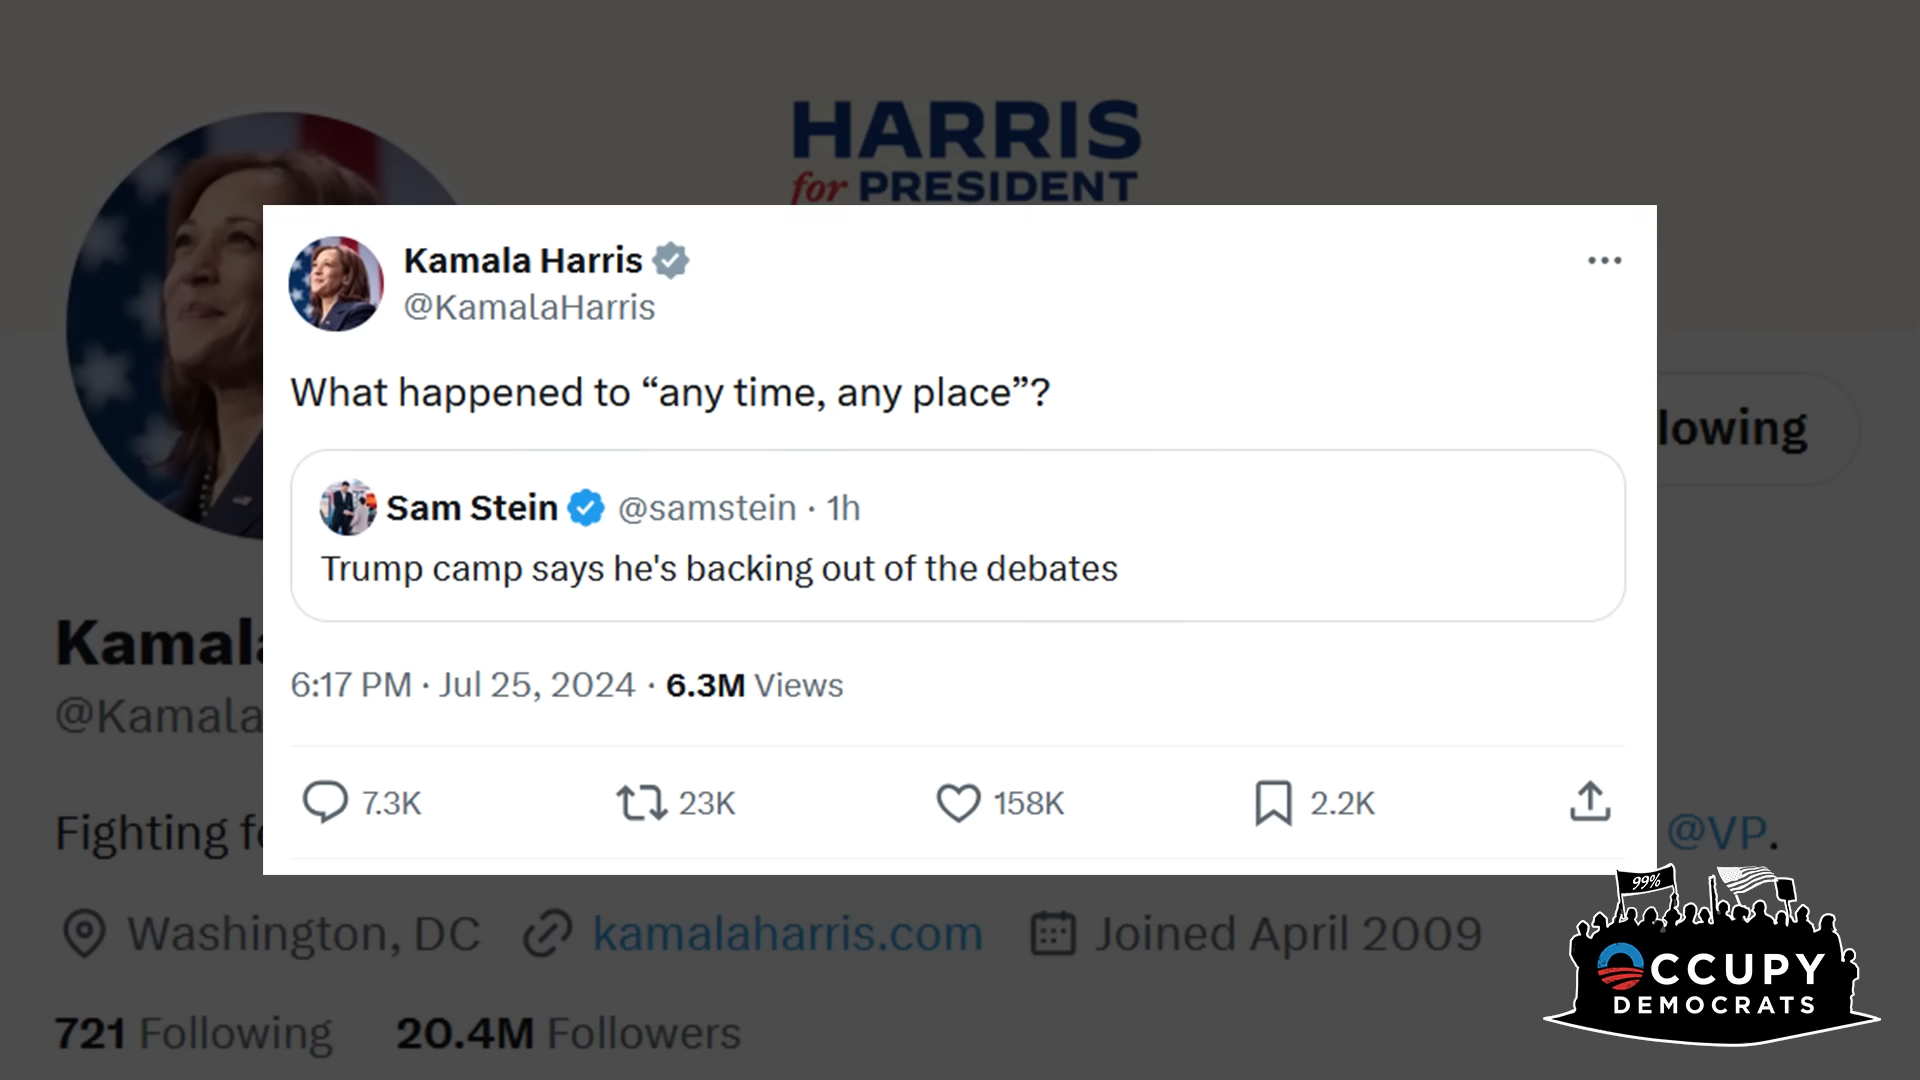 HARRIS
for PRESIDENT
Kamala Harris
@KamalaHarris
What happened to “any time, any place”?
Sam Stein @samstein · 1h
Trump camp says he's backing out of the debates
6:17 PM · Jul 25, 2024 · 6.3M Views
7.3K 23K 158K 2.2K
lowing
Kamala
@Kamala
Fighting fo @VP.
Washington, DC kamalaharris.com Joined April 2009
721 Following 20.4M Followers
99%
OCCUPY
DEMOCRATS